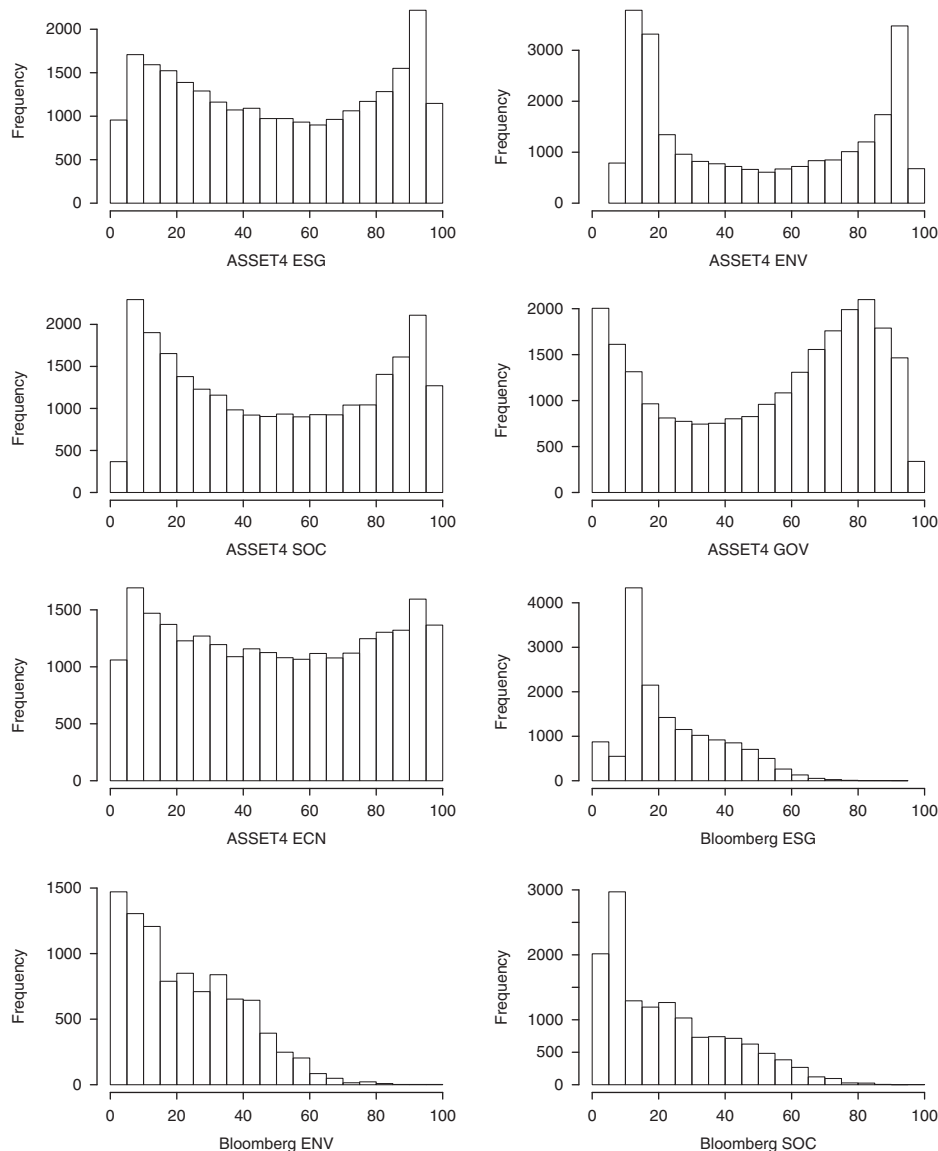 Frequency
2000
1500
1000
500
0
0 20 40 60 80 100
ASSET4 ESG
Frequency
3000
2000
1000
0
0 20 40 60 80 100
ASSET4 ENV
Frequency
2000
1500
1000
500
0
0 20 40 60 80 100
ASSET4 SOC
Frequency
2000
1500
1000
500
0
0 20 40 60 80 100
ASSET4 GOV
Frequency
1500
1000
500
0
0 20 40 60 80 100
ASSET4 ECN
Frequency
4000
3000
2000
1000
0
0 20 40 60 80 100
Bloomberg ESG
Frequency
1500
1000
500
0
0 20 40 60 80 100
Bloomberg ENV
Frequency
3000
2000
1000
500
0
0 20 40 60 80 100
Bloomberg SOC